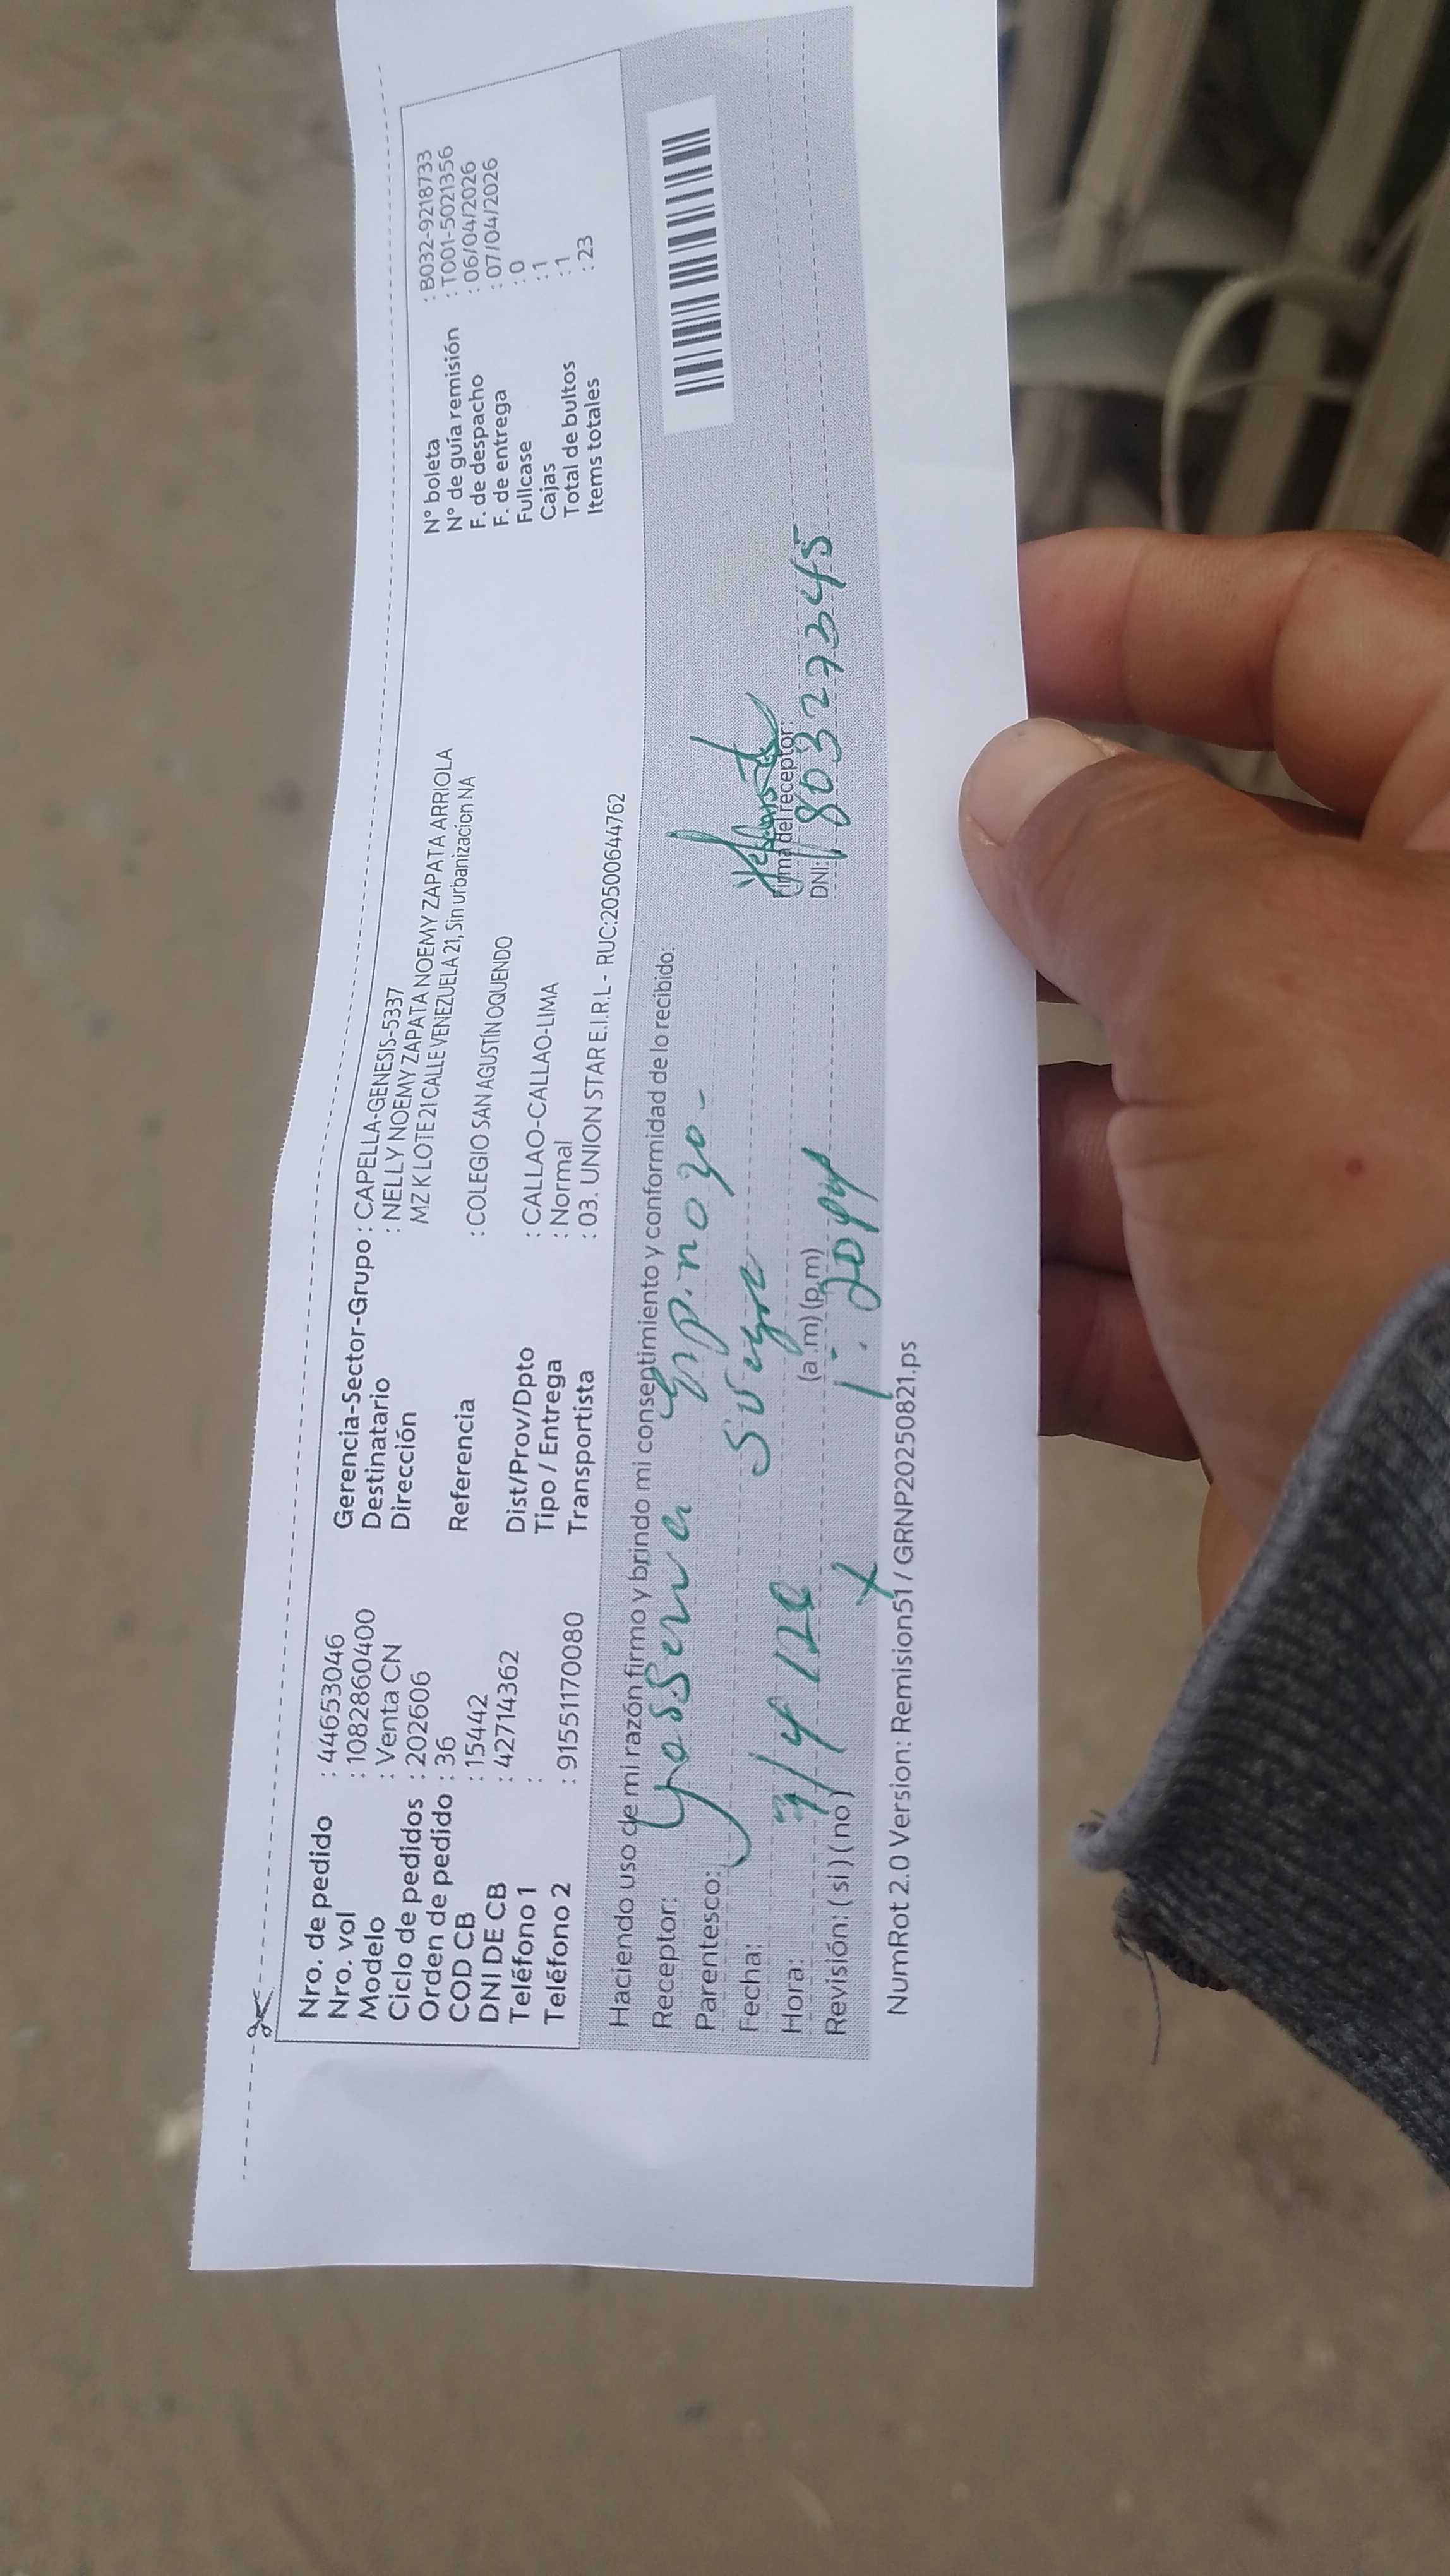 Nro. de pedido : 44653046
Nro. vol : 1082860400
Modelo : Venta CN
Ciclo de pedidos : 202606
Orden de pedido : 36
COD CB : 15442
DNI DE CB : 42714362
Teléfono 1 :
Teléfono 2 : 91551170080
Gerencia-Sector-Grupo : CAPELLA-GENESIS-5337
Destinatario : NELLY NOEMY ZAPATA NOEMY ZAPATA ARRIOLA
Dirección MZ K LOTE 21 CALLE VENEZUELA 21, Sin urbanizacion NA
Referencia : COLEGIO SAN AGUSTÍN OQUENDO
Dist/Prov/Dpto : CALLAO-CALLAO-LIMA
Tipo / Entrega : Normal
Transportista : 03. UNION STAR E.I.R.L - RUC:20500644762
N° boleta : B032-9218733
N° de guía remisión : T001-5021356
F. de despacho : 06/04/2026
F. de entrega : 07/04/2026
Fullcase : 0
Cajas : 1
Total de bultos : 1
Items totales : 23
Haciendo uso de mi razón firmo y brindo mi consentimiento y conformidad de lo recibido:
Receptor:
Parentesco: suegra
Fecha: 7/4/
Hora: (a.m) (p.m)
Revisión: (si) (no)
Firma del receptor:
DNI: 80327345
NumRot 2.0 Version: Remision51 / GRNP20250821.ps